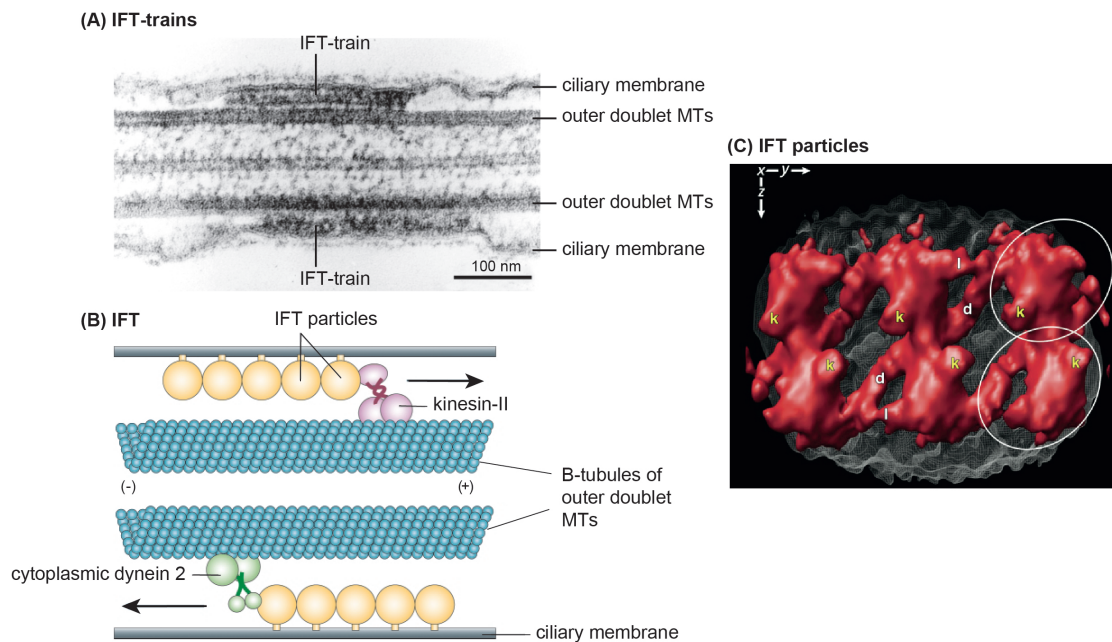 (A) IFT-trains
IFT-train
ciliary membrane
outer doublet MTs
outer doublet MTs
ciliary membrane
IFT-train
100 nm
(B) IFT
IFT particles
kinesin-II
(-)
(+)
B-tubules of
outer doublet
MTs
cytoplasmic dynein 2
ciliary membrane
(C) IFT particles
x y
z
l
k
k
k
d
k
k
k
d
l